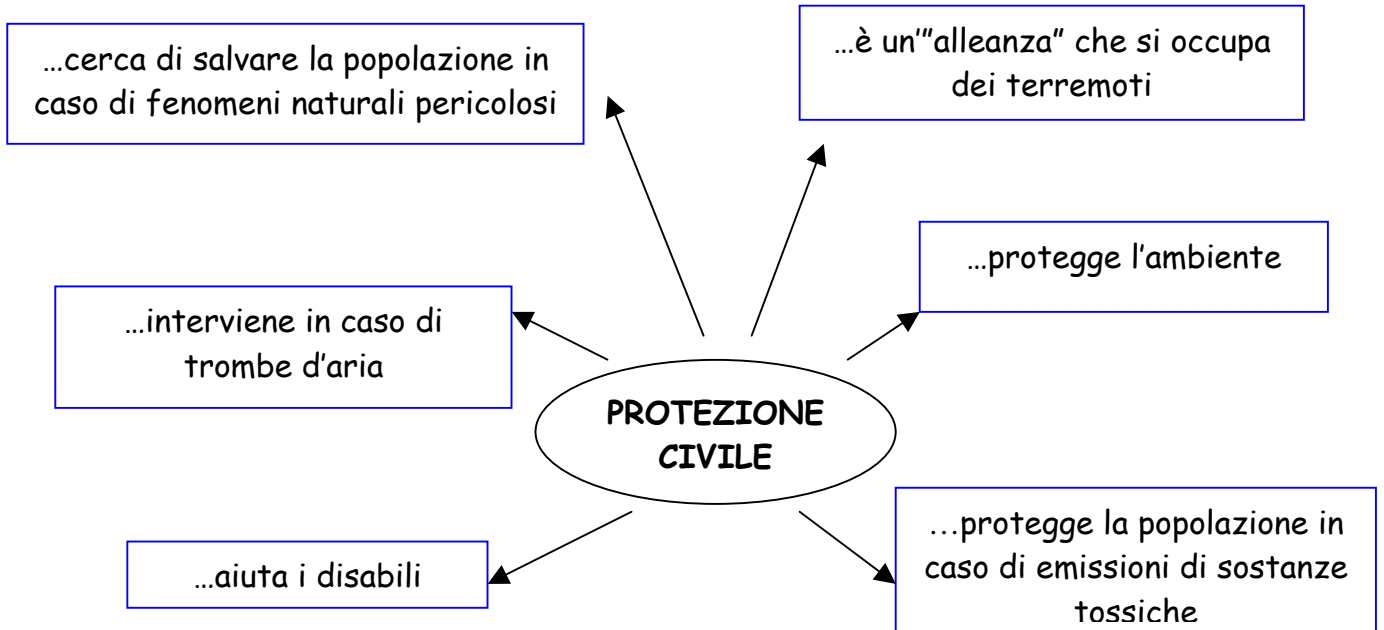 …cerca di salvare la popolazione in
caso di fenomeni naturali pericolosi
…è un'"alleanza" che si occupa
dei terremoti
…protegge l'ambiente
…interviene in caso di
trombe d'aria
PROTEZIONE
CIVILE
…aiuta i disabili
…protegge la popolazione in
caso di emissioni di sostanze
tossiche